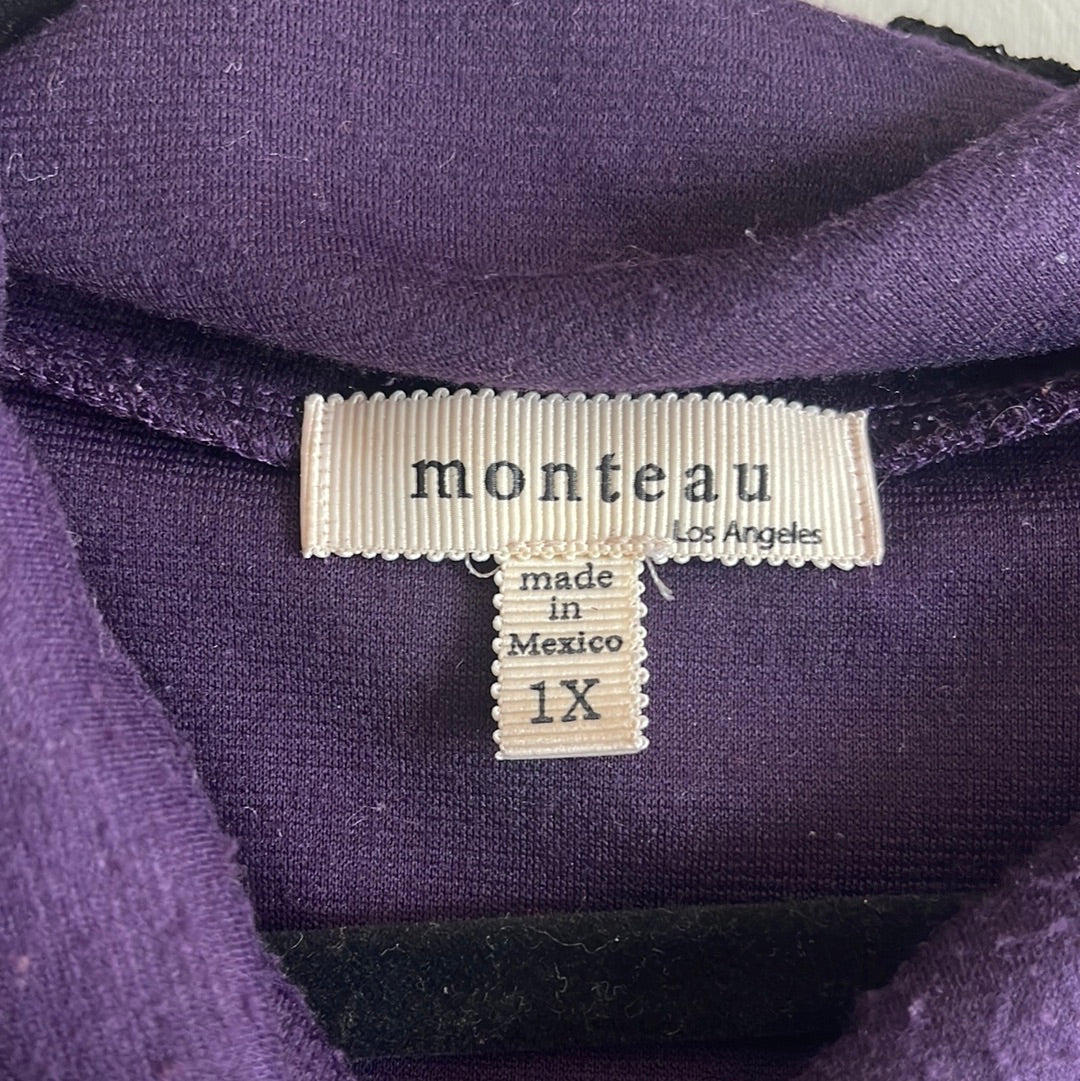 monteau
Los Angeles
made
in
Mexico
1X